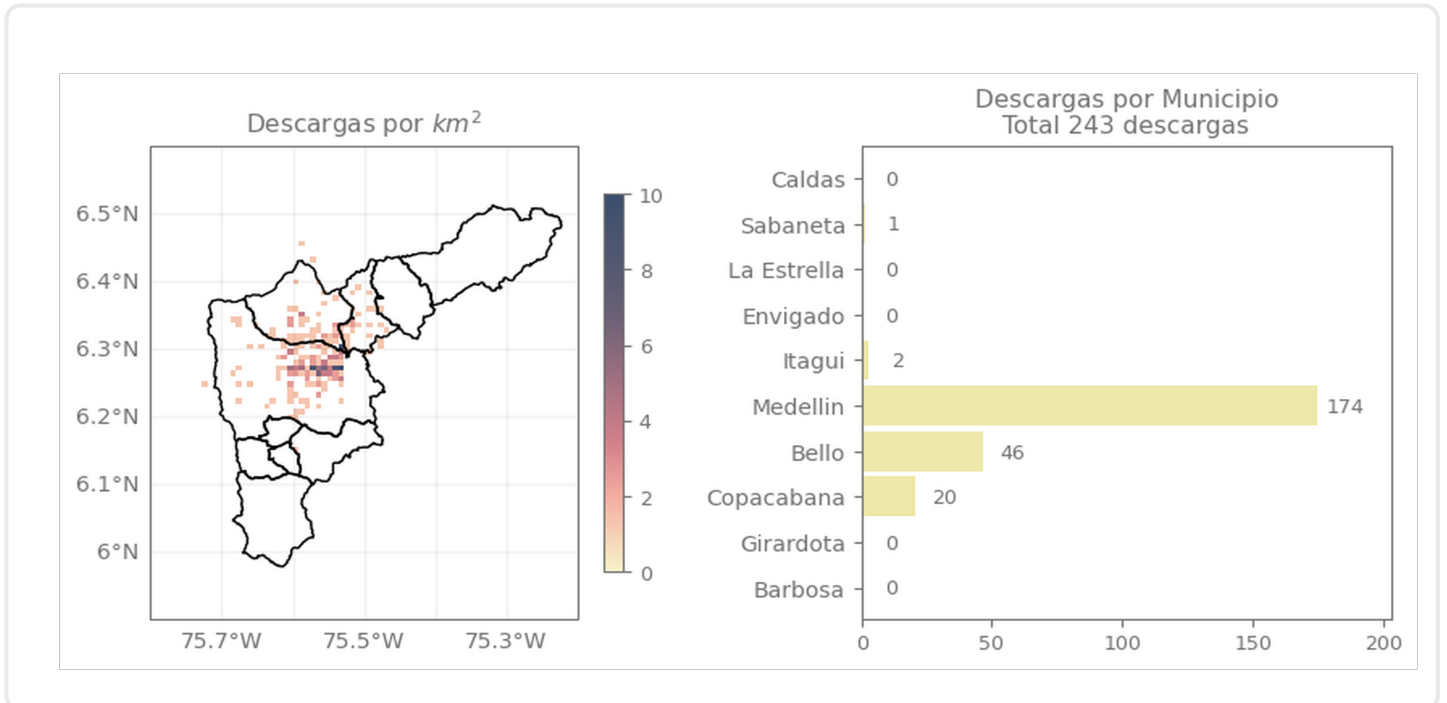 Descargas por km²
6.5°N
6.4°N
6.3°N
6.2°N
6.1°N
6°N
75.7°W 75.5°W 75.3°W
10
8
6
4
2
0
Descargas por Municipio
Total 243 descargas
Caldas 0
Sabaneta 1
La Estrella 0
Envigado 0
Itagui 2
Medellin 174
Bello 46
Copacabana 20
Girardota 0
Barbosa 0
0 50 100 150 200